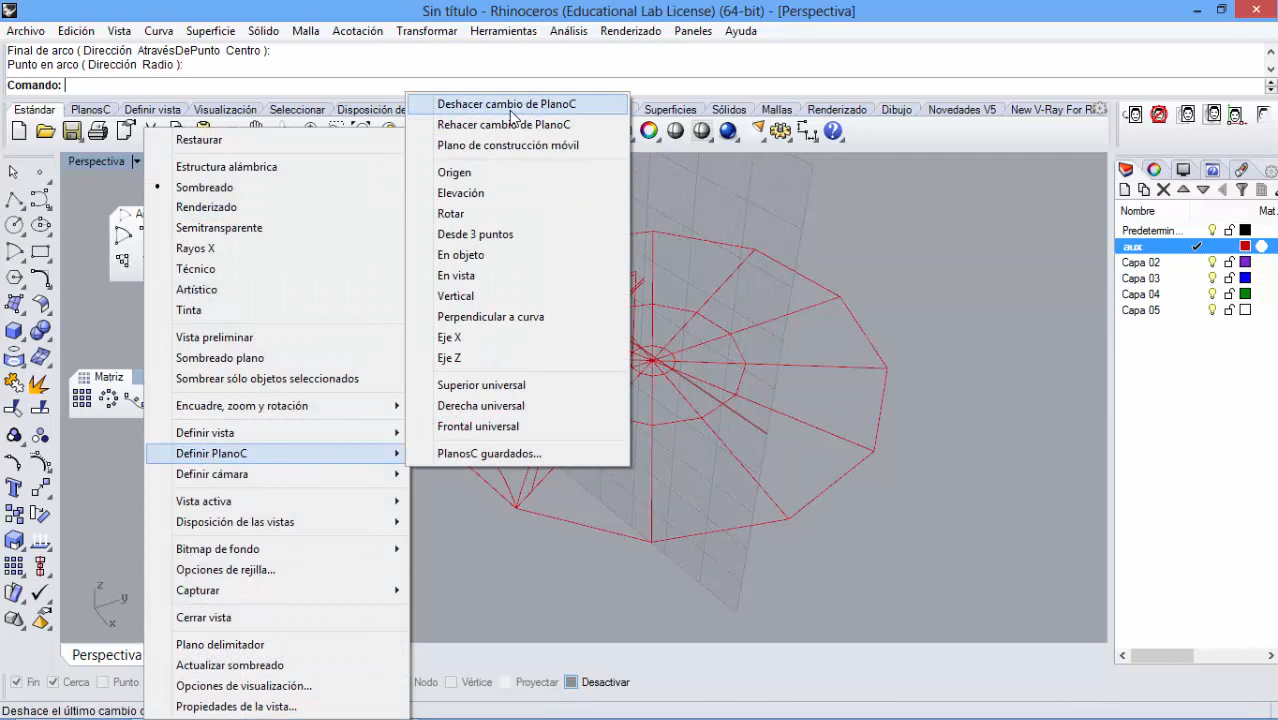 Sin título - Rhinoceros (Educational Lab License) (64-bit) - [Perspectiva]
Archivo Edición Vista Curva Superficie Sólido Malla Acotación Transformar Herramientas Análisis Renderizado Paneles Ayuda
Final de arco ( Dirección AtravésDePunto Centro ):
Punto en arco ( Dirección Radio ):
Comando:
Estándar PlanosC Definir vista Visualización Seleccionar Disposición de Superficies Sólidos Mallas Renderizado Dibujo Novedades V5 New V-Ray For R
Perspectiva
Restaurar
Estructura alámbrica
Sombreado
Renderizado
Semitransparente
Rayos X
Técnico
Artístico
Tinta
Vista preliminar
Sombreado plano
Sombrear sólo objetos seleccionados
Encuadre, zoom y rotación
Definir vista
Definir PlanoC
Definir cámara
Vista activa
Disposición de las vistas
Bitmap de fondo
Opciones de rejilla...
Capturar
Cerrar vista
Plano delimitador
Actualizar sombreado
Opciones de visualización...
Propiedades de la vista...
Deshacer cambio de PlanoC
Rehacer cambio de PlanoC
Plano de construcción móvil
Origen
Elevación
Rotar
Desde 3 puntos
En objeto
En vista
Vertical
Perpendicular a curva
Eje X
Eje Z
Superior universal
Derecha universal
Frontal universal
PlanosC guardados...
Matriz
z
y
x
Perspectiva
Nombre Mat
Predetermin...
aux
Capa 02
Capa 03
Capa 04
Capa 05
Fin Cerca Punto Nodo Vértice Proyectar Desactivar
Deshace el último cambio